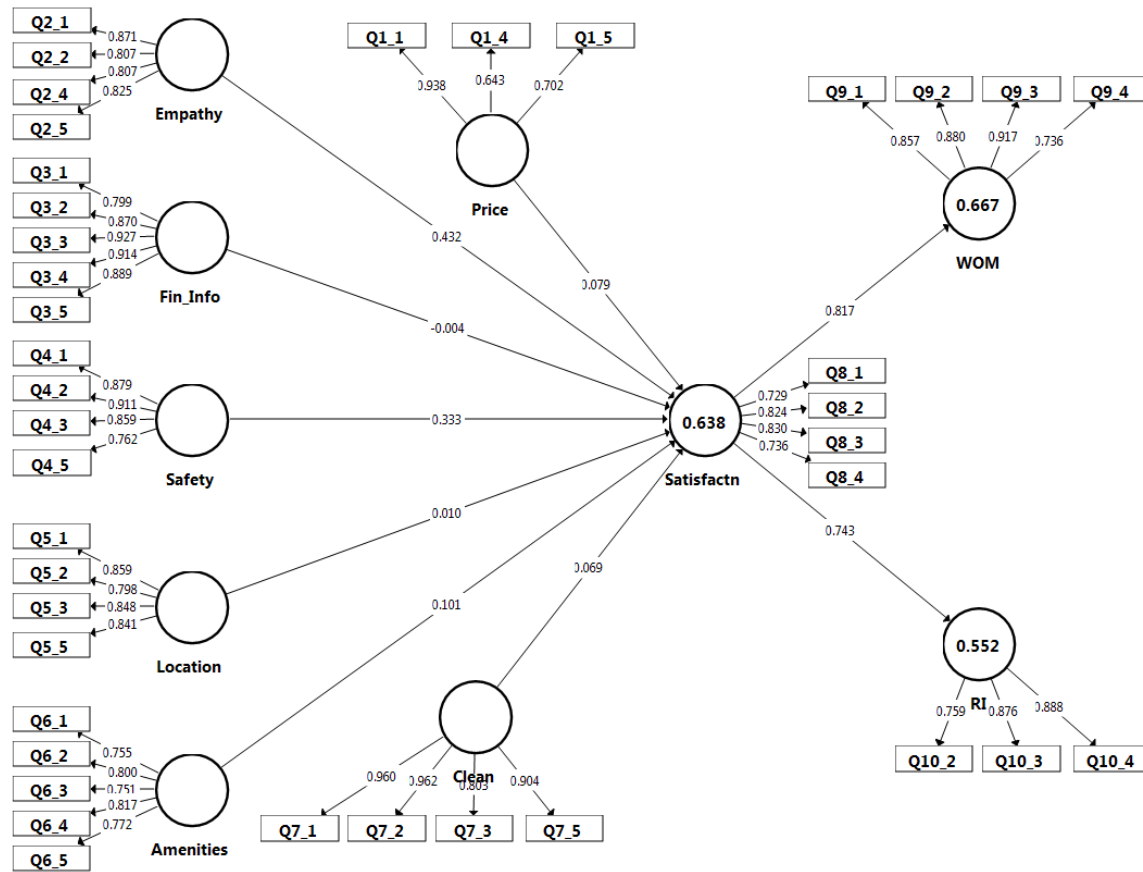 Q2_1
0.871
Q2_2
0.807
0.807
Q2_4
0.825
Q2_5
Empathy
Q1_1
Q1_4
Q1_5
0.938
0.643
0.702
Price
Q9_1
Q9_2
Q9_3
Q9_4
0.857
0.880
0.917
0.736
0.667
WOM
Q3_1
0.799
Q3_2
0.870
Q3_3
0.927
0.914
Q3_4
0.889
Q3_5
Fin_Info
0.432
0.079
-0.004
0.817
Q4_1
0.879
Q4_2
0.911
Q4_3
0.859
0.762
Q4_5
Safety
0.333
0.638
Satisfactn
Q8_1
0.729
0.824
Q8_2
0.830
Q8_3
0.736
Q8_4
Q5_1
0.859
Q5_2
0.798
Q5_3
0.848
0.841
Q5_5
Location
0.010
0.069
0.101
0.743
0.552
RI
0.759
0.876
0.888
Q10_2
Q10_3
Q10_4
Q6_1
0.755
Q6_2
0.800
Q6_3
0.751
0.817
Q6_4
0.772
Q6_5
Amenities
Clean
0.960
0.962
0.803
0.904
Q7_1
Q7_2
Q7_3
Q7_5